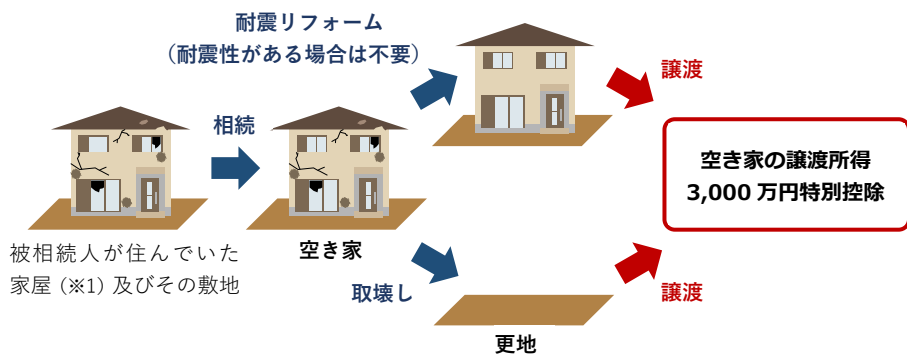 耐震リフォーム
（耐震性がある場合は不要）
譲渡
相続
空き家の譲渡所得
3,000 万円特別控除
被相続人が住んでいた
家屋 (※1) 及びその敷地
空き家
取壊し
譲渡
更地